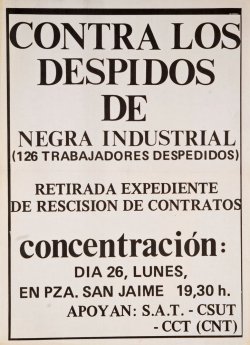 CONTRA LOS
DESPIDOS
DE
NEGRA INDUSTRIAL
(126 TRABAJADORES DESPEDIDOS)
RETIRADA EXPEDIENTE
DE RESCISION DE CONTRATOS
concentración:
DIA 26, LUNES,
EN PZA. SAN JAIME 19,30 h.
APOYAN: S.A.T. - CSUT
- CCT (CNT)